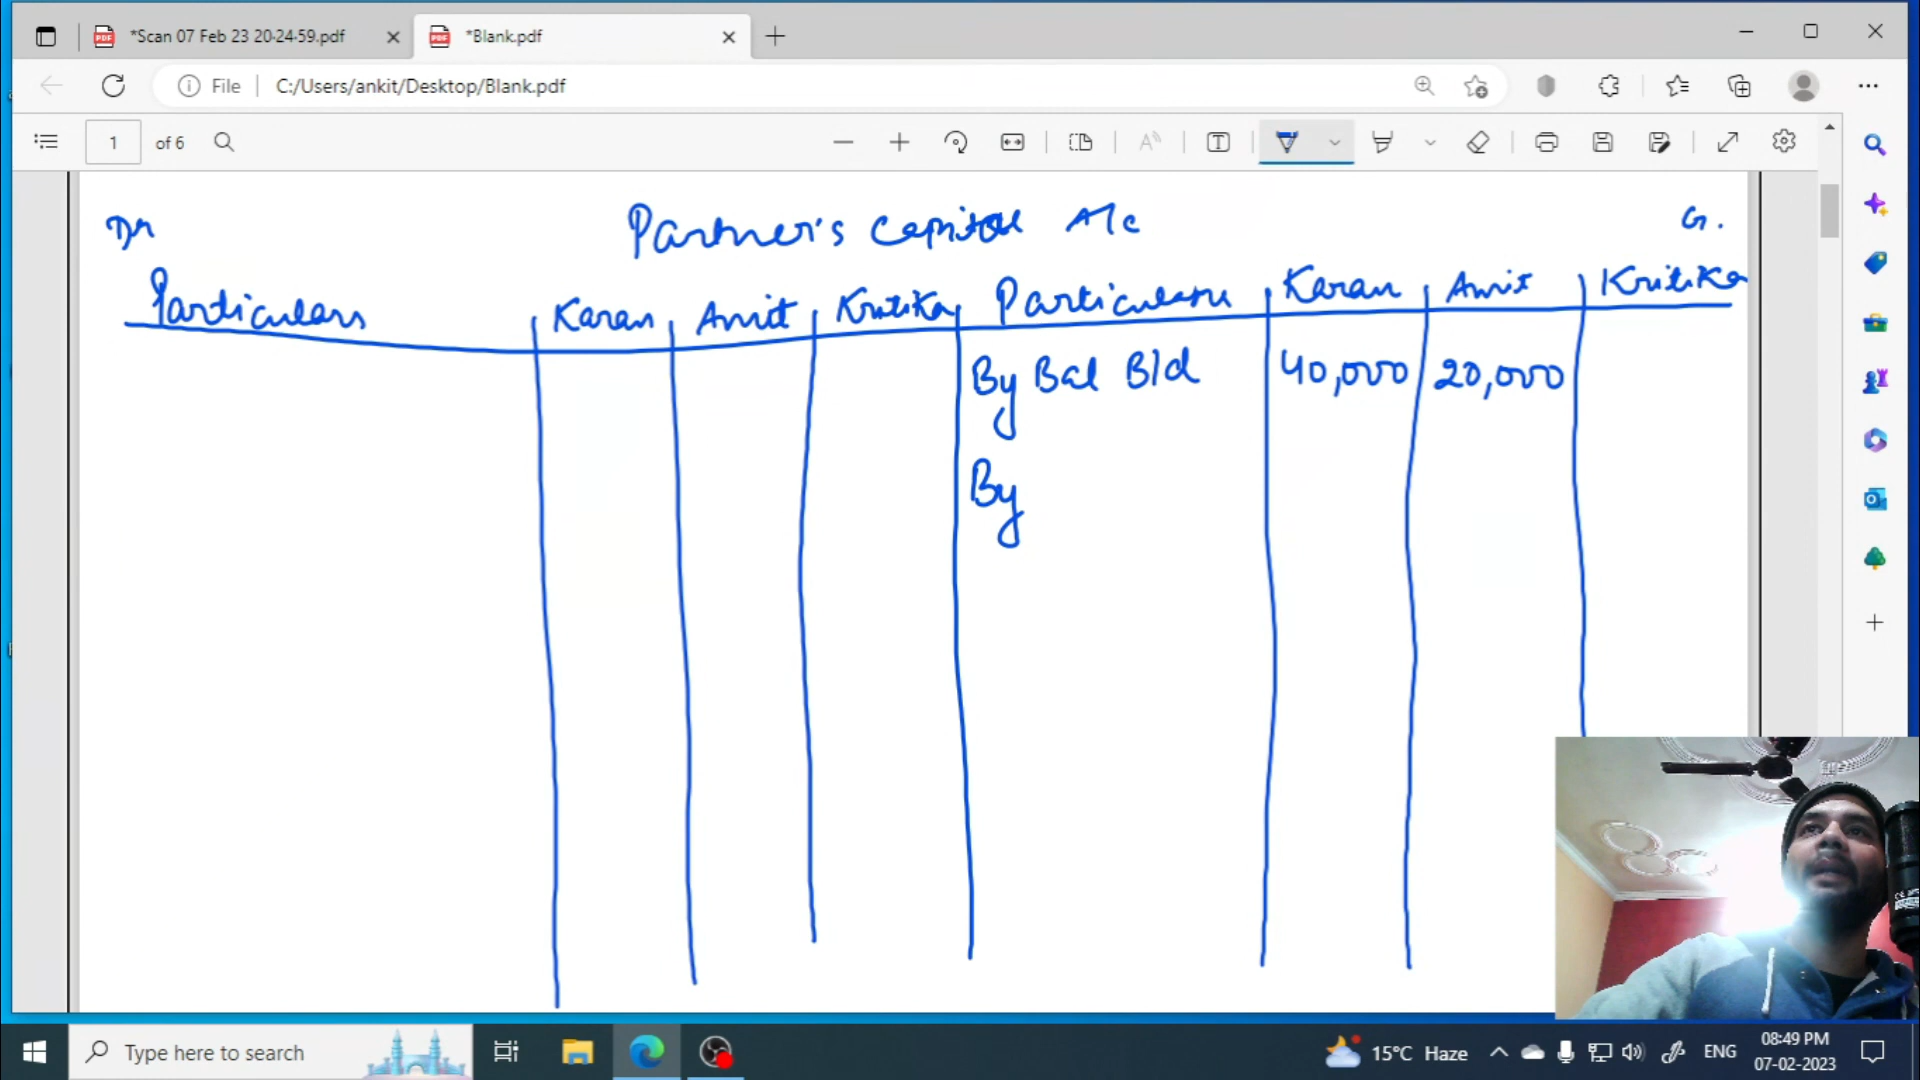 *Scan 07 Feb 23 20-24-59.pdf
*Blank.pdf
File C:/Users/ankit/Desktop/Blank.pdf
1 of 6
Dr Partner's Capital A/c Cr.
Particulars Karan Amit Kritika Particulars Karan Amit Kritika
By Bal B/d 40,000 20,000
By
Type here to search
15°C Haze ENG 08:49 PM
07-02-2023